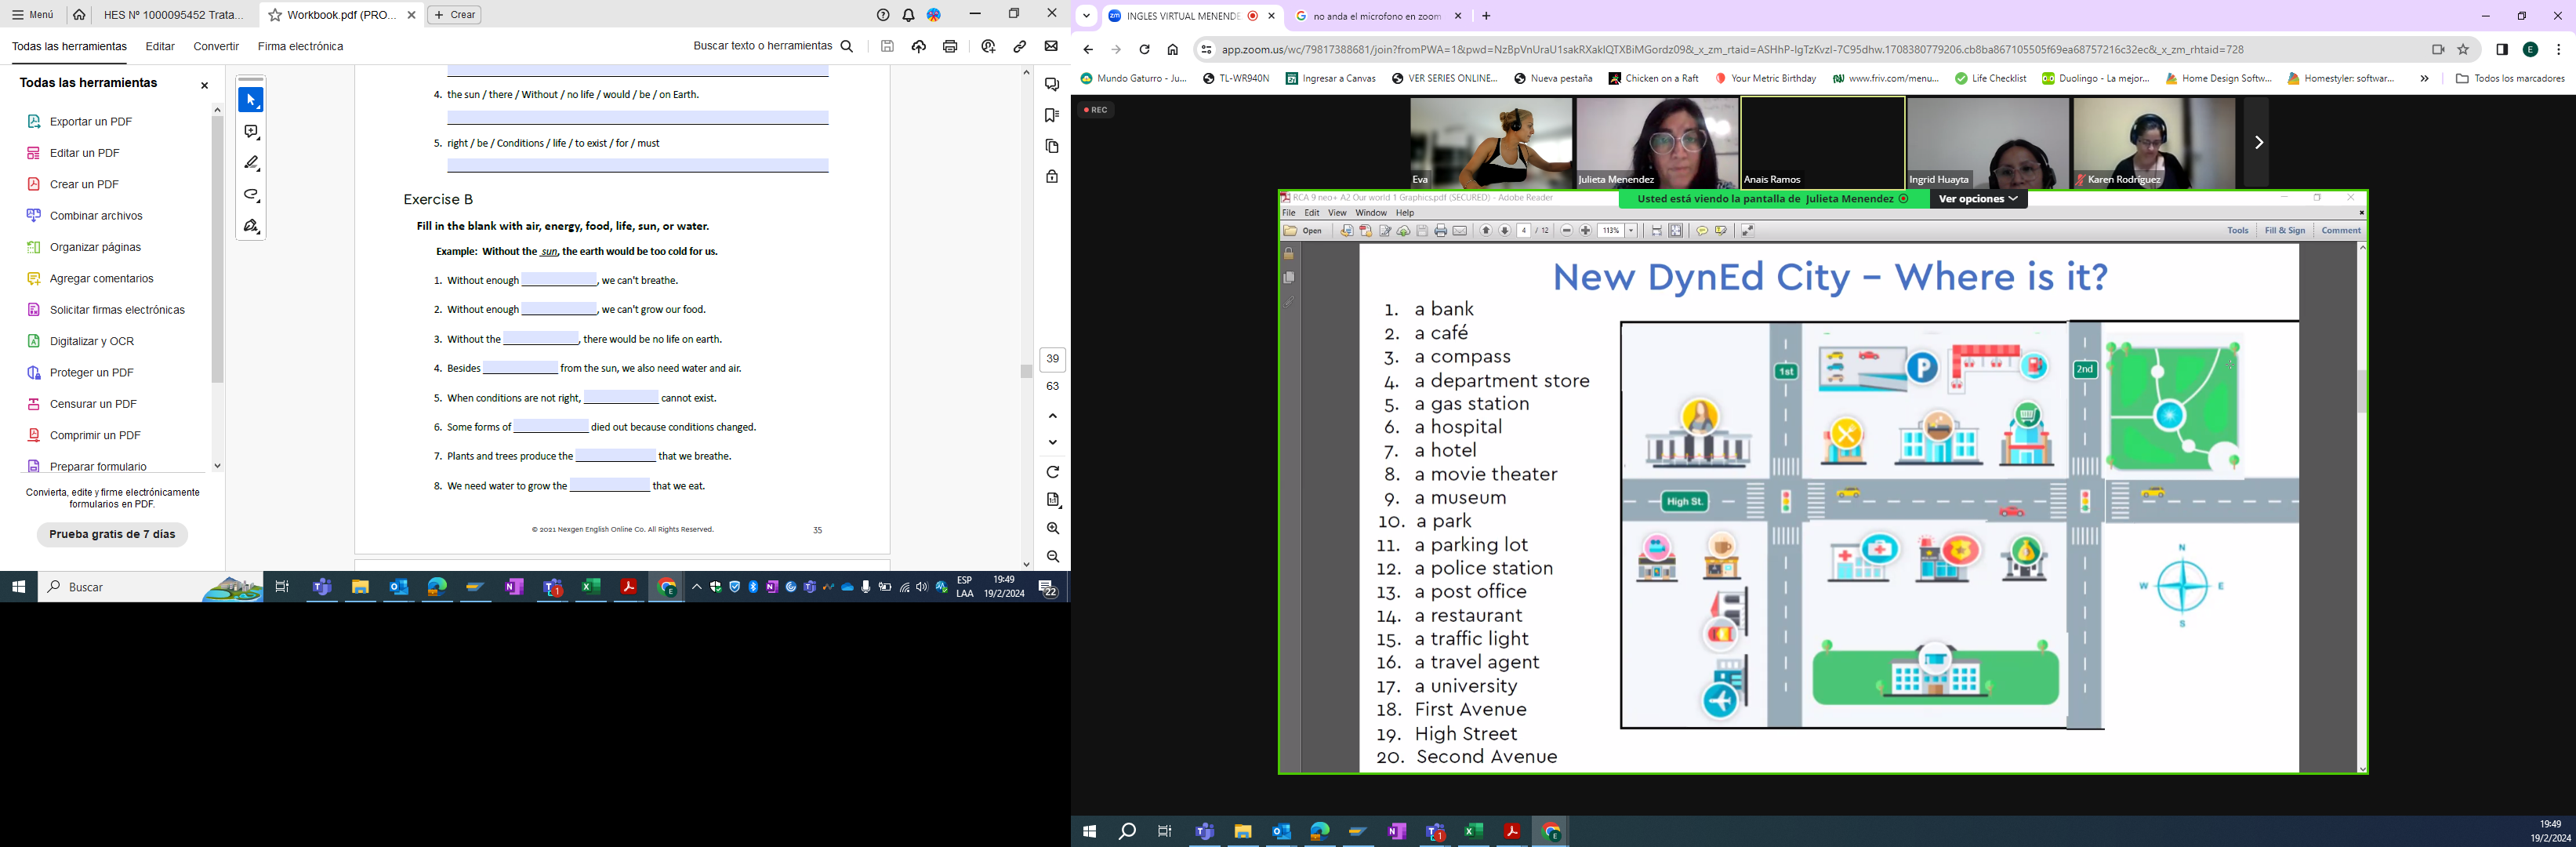 Menú
HES Nº 1000095452 Trata...
Workbook.pdf (PRO...
Crear
Todas las herramientas
Editar
Convertir
Firma electrónica
Buscar texto o herramientas
Todas las herramientas
Exportar un PDF
Editar un PDF
Crear un PDF
Combinar archivos
Organizar páginas
Agregar comentarios
Solicitar firmas electrónicas
Digitalizar y OCR
Proteger un PDF
Censurar un PDF
Comprimir un PDF
Preparar formulario
Convierta, edite y firme electrónicamente
formularios en PDF.
Prueba gratis de 7 días
4. the sun / there / Without / no life / would / be / on Earth.
5. right / be / Conditions / life / to exist / for / must
Exercise B
Fill in the blank with air, energy, food, life, sun, or water.
Example: Without the sun, the earth would be too cold for us.
1. Without enough , we can't breathe.
2. Without enough , we can't grow our food.
3. Without the , there would be no life on earth.
4. Besides from the sun, we also need water and air.
5. When conditions are not right, cannot exist.
6. Some forms of died out because conditions changed.
7. Plants and trees produce the that we breathe.
8. We need water to grow the that we eat.
© 2021 Nexgen English Online Co. All Rights Reserved.
35
39
63
Buscar
ESP
LAA
19:49
19/2/2024
22
INGLES VIRTUAL MENENDE
no anda el microfono en zoom
app.zoom.us/wc/79817388681/join?fromPWA=1&pwd=NzBpVnUraU1sakRXaklQTXBiMGordz09&_x_zm_rtaid=ASHhP-lgTzKvzI-7C95dhw.1708380779206.cb8ba867105505f69ea68757216c32ec&_x_zm_rhtaid=728
Mundo Gaturro - Ju...
TL-WR940N
Ingresar a Canvas
VER SERIES ONLINE...
Nueva pestaña
Chicken on a Raft
Your Metric Birthday
www.friv.com/menu...
Life Checklist
Duolingo - La mejor...
Home Design Softw...
Homestyler: softwar...
Todos los marcadores
REC
Eva
Julieta Menendez
Anais Ramos
Ingrid Huayta
Karen Rodríguez
RCA 9 neo+ A2 Our world 1 Graphics.pdf (SECURED) - Adobe Reader
Usted está viendo la pantalla de Julieta Menendez
Ver opciones
File Edit View Window Help
Open
4 / 12
113%
Tools
Fill & Sign
Comment
New DynEd City – Where is it?
1. a bank
2. a café
3. a compass
4. a department store
5. a gas station
6. a hospital
7. a hotel
8. a movie theater
9. a museum
10. a park
11. a parking lot
12. a police station
13. a post office
14. a restaurant
15. a traffic light
16. a travel agent
17. a university
18. First Avenue
19. High Street
20. Second Avenue
1st
2nd
P
High St.
N
W
E
S
19:49
19/2/2024